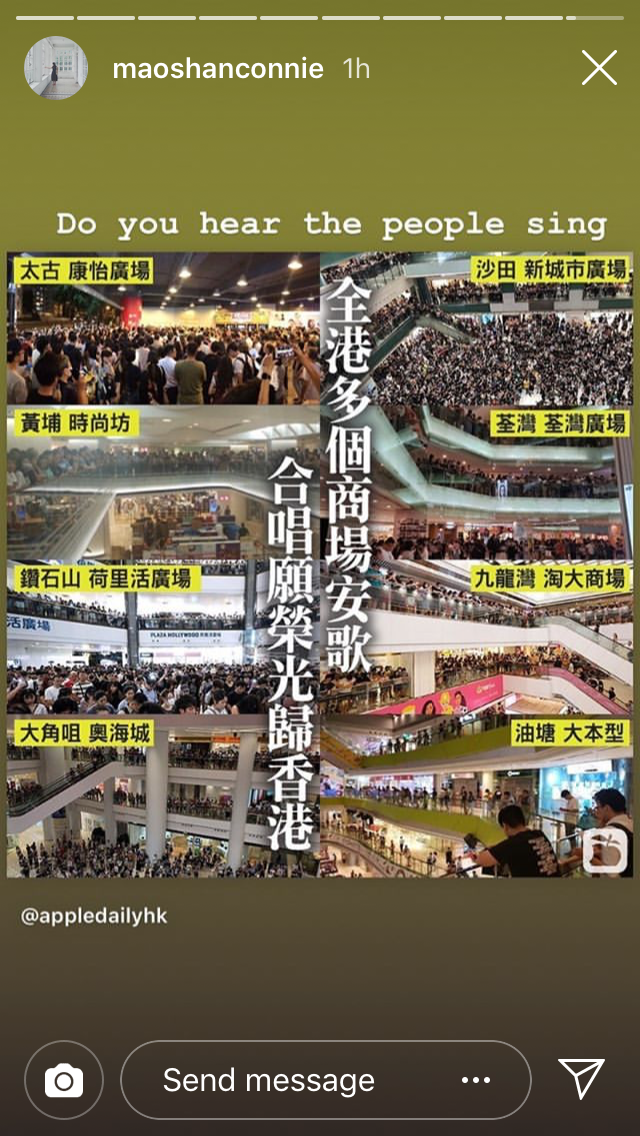 maoshanconnie 1h
Do you hear the people sing
太古 康怡廣場
沙田 新城市廣場
全港多個商場安歌
合唱願榮光歸香港
黃埔 時尚坊
荃灣 荃灣廣場
鑽石山 荷里活廣場
九龍灣 淘大商場
活廣場
PLAZA HOLLYWOOD
大角咀 奧海城
油塘 大本型
@appledailyhk
Send message